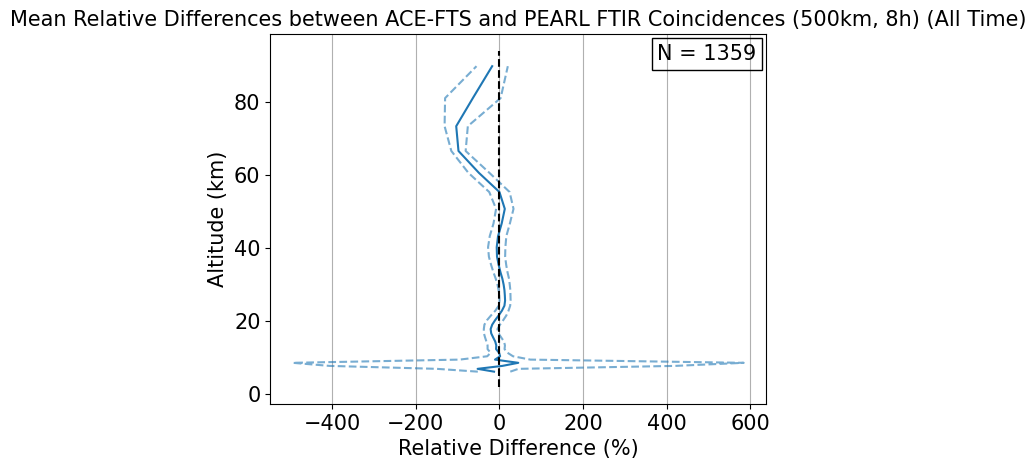 Mean Relative Differences between ACE-FTS and PEARL FTIR Coincidences (500km, 8h) (All Time)
N = 1359
80
60
40
20
0
Altitude (km)
−400 −200 0 200 400 600
Relative Difference (%)